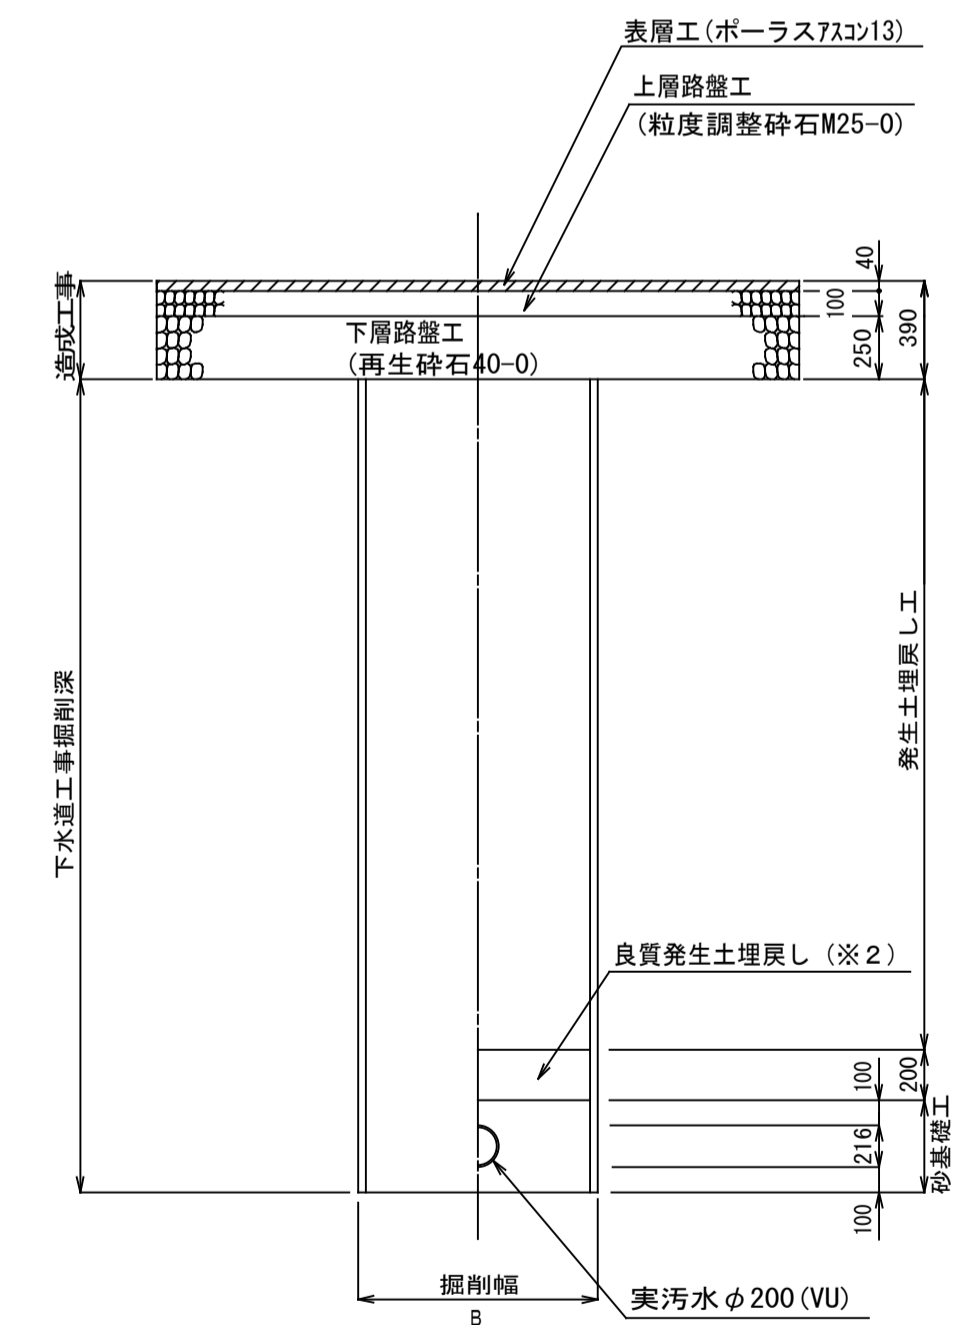 表層工(ポーラスアスコン13)
上層路盤工
(粒度調整砕石M25-0)
40
100
250
390
造成工事
下層路盤工
(再生砕石40-0)
下水道工事掘削深
発生土埋戻し工
良質発生土埋戻し(※2)
200
100
216
100
砂基礎工
掘削幅
B
実汚水φ200(VU)